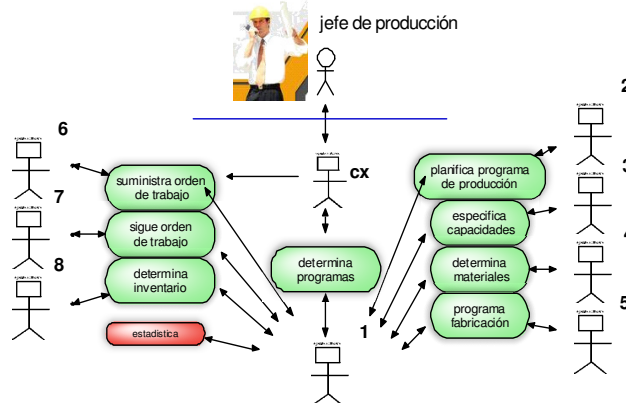 jefe de producción
2
6
cx
planifica programa
de producción
suministra orden
de trabajo
3
7
especifica
capacidades
sigue orden
de trabajo
8
determina
programas
determina
materiales
determina
inventario
5
programa
fabricación
1
estadistica